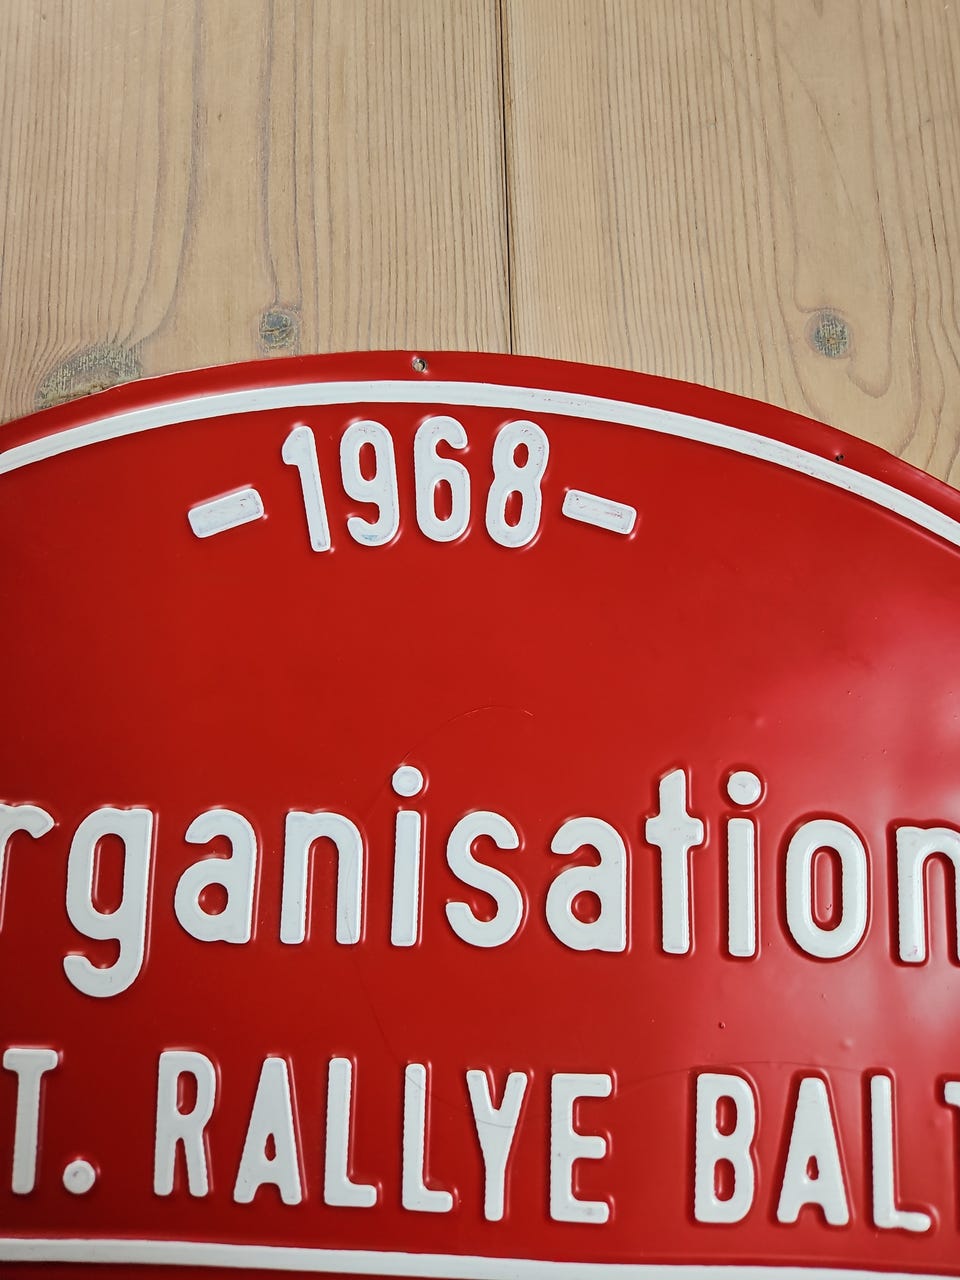 -1968-
rganisation
T. RALLYE BALT